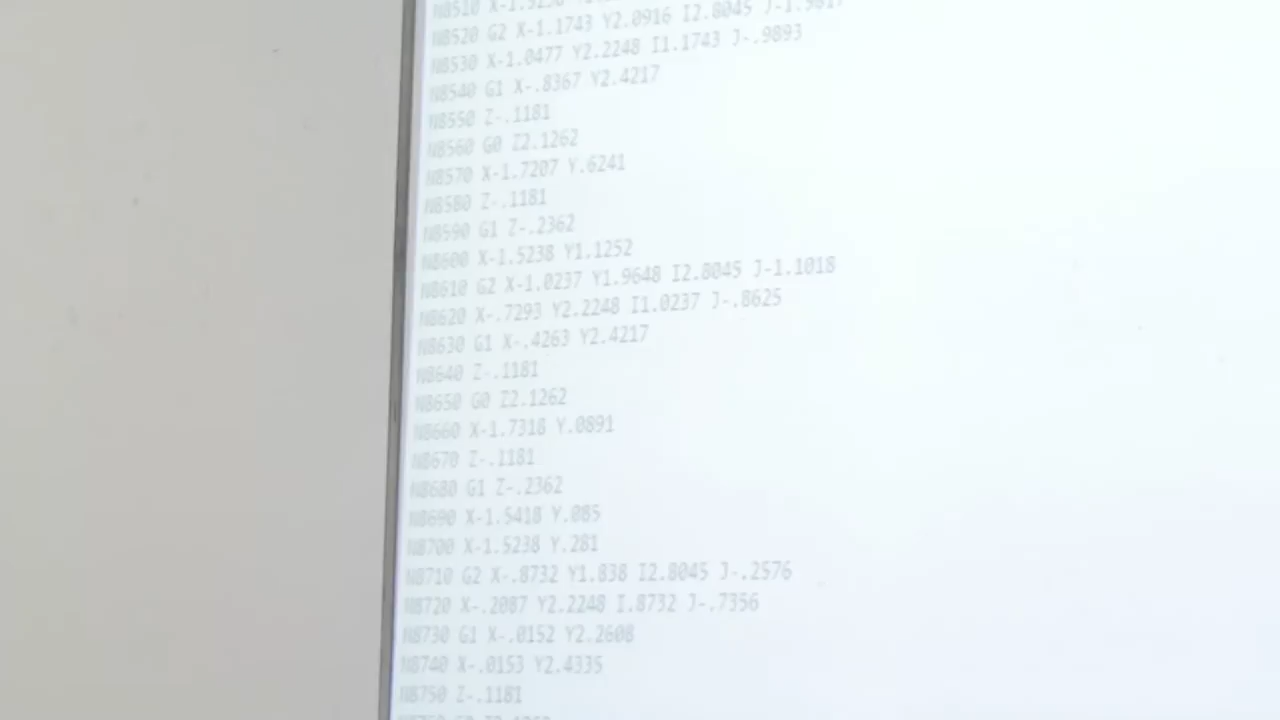 N8510
N8520 G2 X-1.1743 Y2.0916 I2.8045
N8530 X-1.0477 Y2.2248 I1.1743 J-.9893
N8540 G1 X-.8367 Y2.4217
N8550 Z-.1181
N8560 G0 Z2.1262
N8570 X-1.7207 Y.6241
N8580 Z-.1181
N8590 G1 Z-.2362
N8600 X-1.5238 Y1.1252
N8610 G2 X-1.0237 Y1.9648 I2.8045 J-1.1018
N8620 X-.7293 Y2.2248 I1.0237 J-.8625
N8630 G1 X-.4263 Y2.4217
N8640 Z-.1181
N8650 G0 Z2.1262
N8660 X-1.7318 Y.0891
N8670 Z-.1181
N8680 G1 Z-.2362
N8690 X-1.5418 Y.085
N8700 X-1.5238 Y.281
N8710 G2 X-.8732 Y1.838 I2.8045 J-.2576
N8720 X-.2087 Y2.2248 I.8732 J-.7356
N8730 G1 X-.0152 Y2.2608
N8740 X-.0153 Y2.4335
N8750 Z-.1181